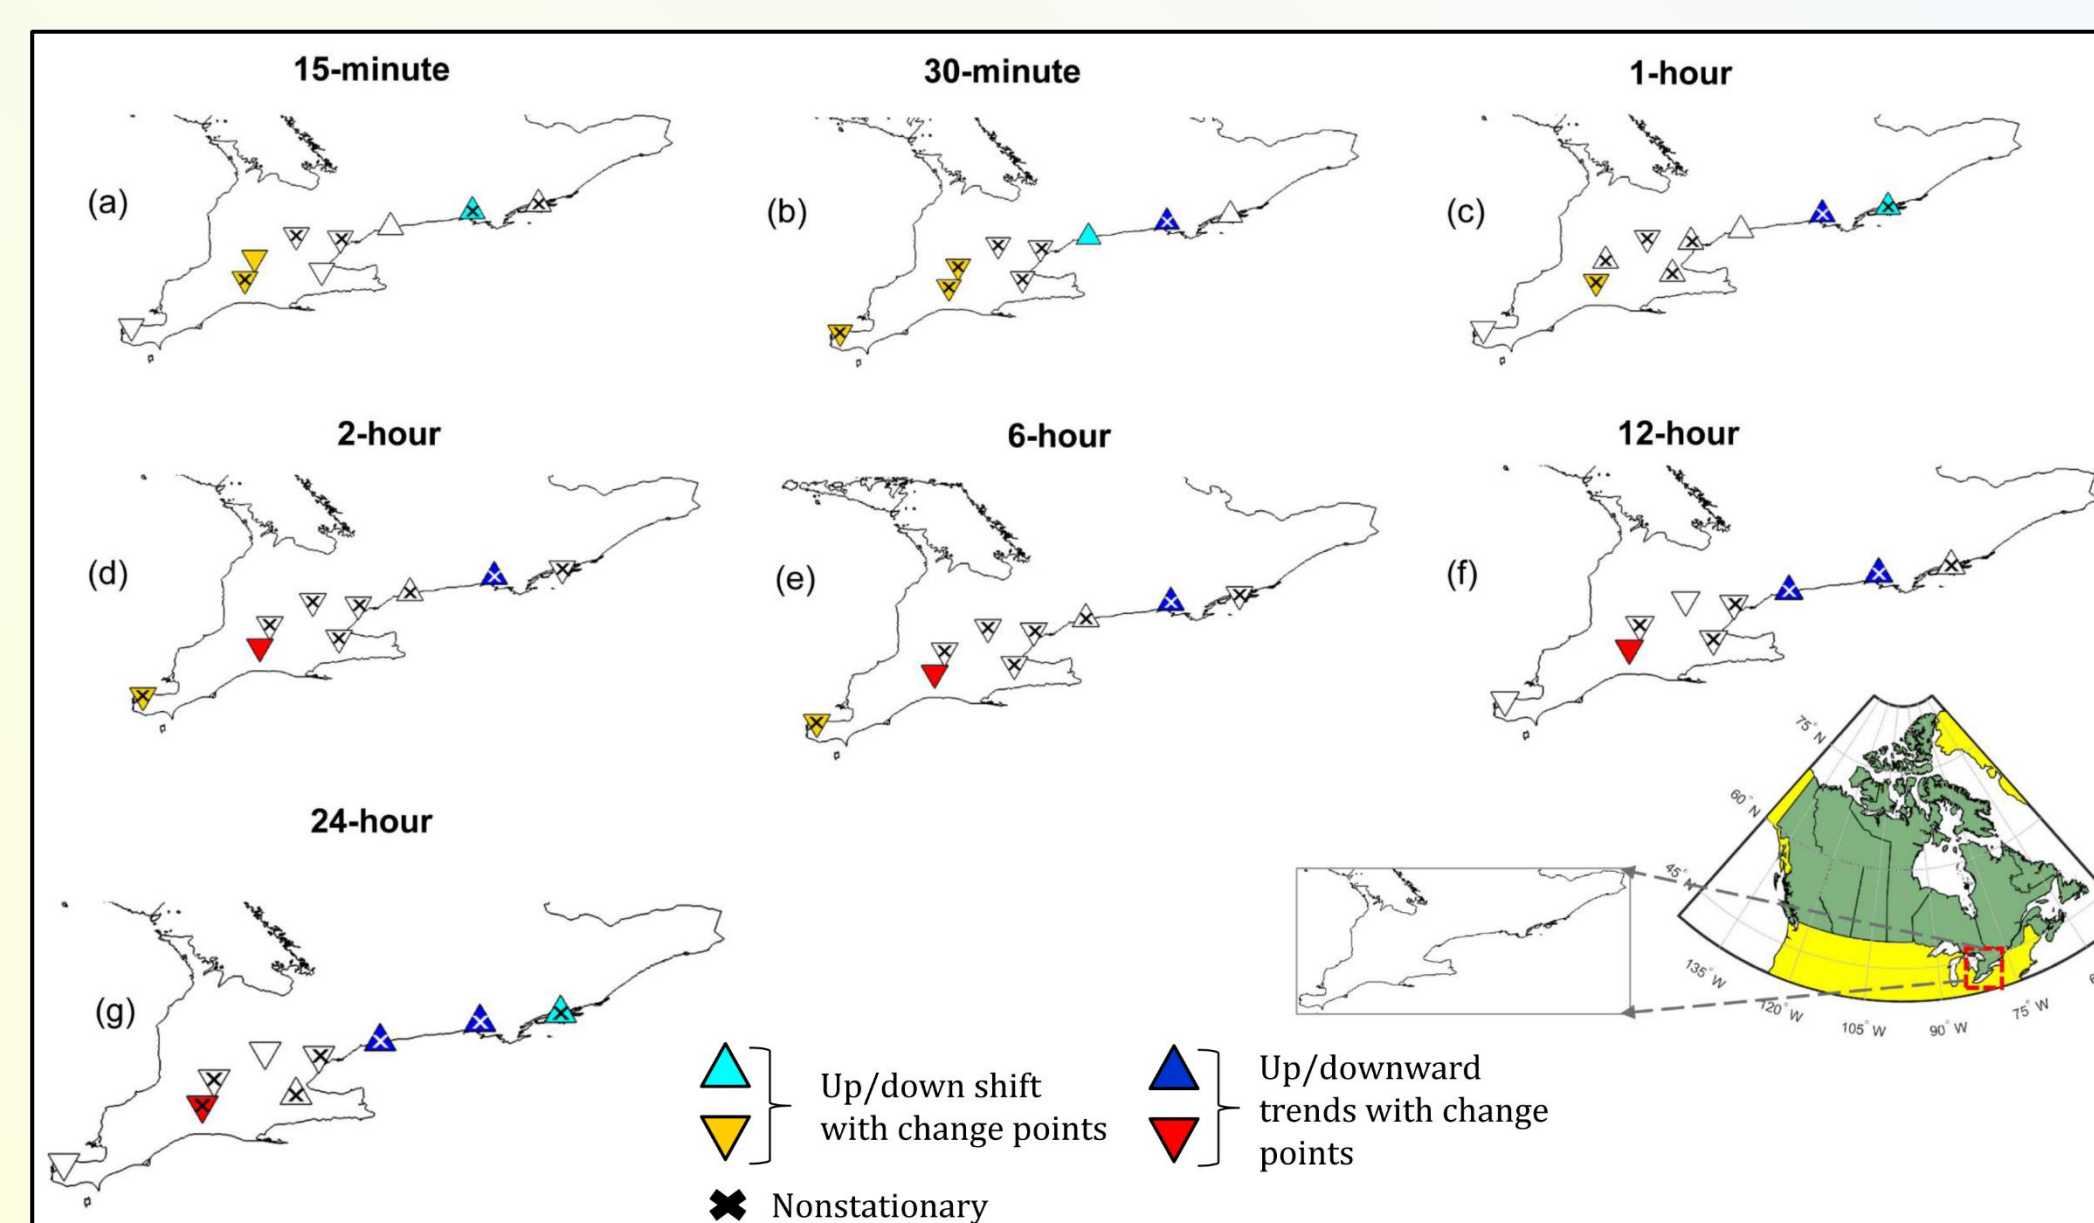 15-minute
30-minute
1-hour
(a)
(b)
(c)
2-hour
6-hour
12-hour
(d)
(e)
(f)
24-hour
(g)
75° N
60° N
45° N
135° W
120° W
105° W
90° W
75° W
Up/down shift
with change points
Up/downward
trends with change
points
Nonstationary